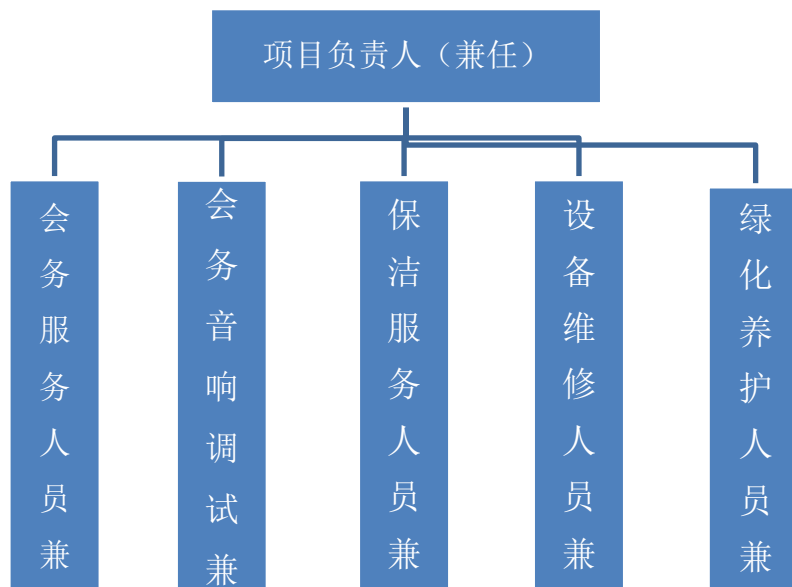 项目负责人（兼任）
会务服务人员兼
会务音响调试兼
保洁服务人员兼
设备维修人员兼
绿化养护人员兼